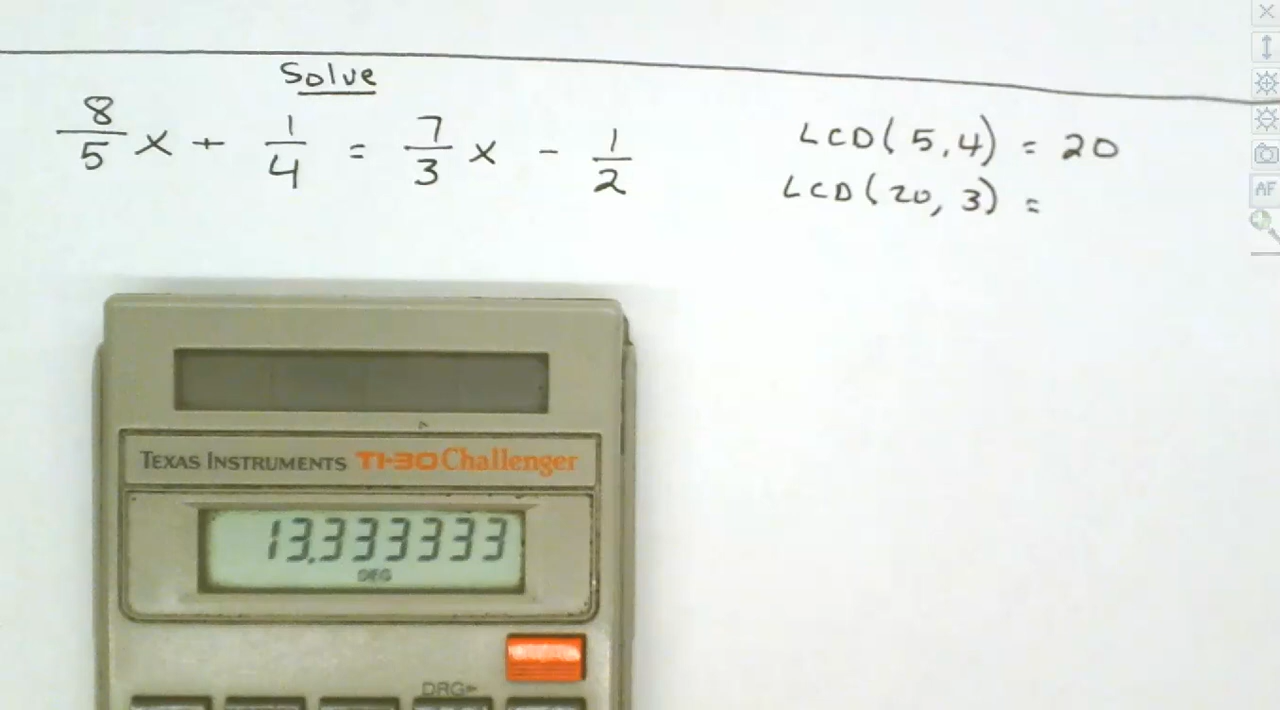 Solve
8/5 x + 1/4 = 7/3 x - 1/2
LCD(5,4) = 20
LCD(20,3) =
AF
TEXAS INSTRUMENTS TI-30 Challenger
13.333333
DEG
DRG►